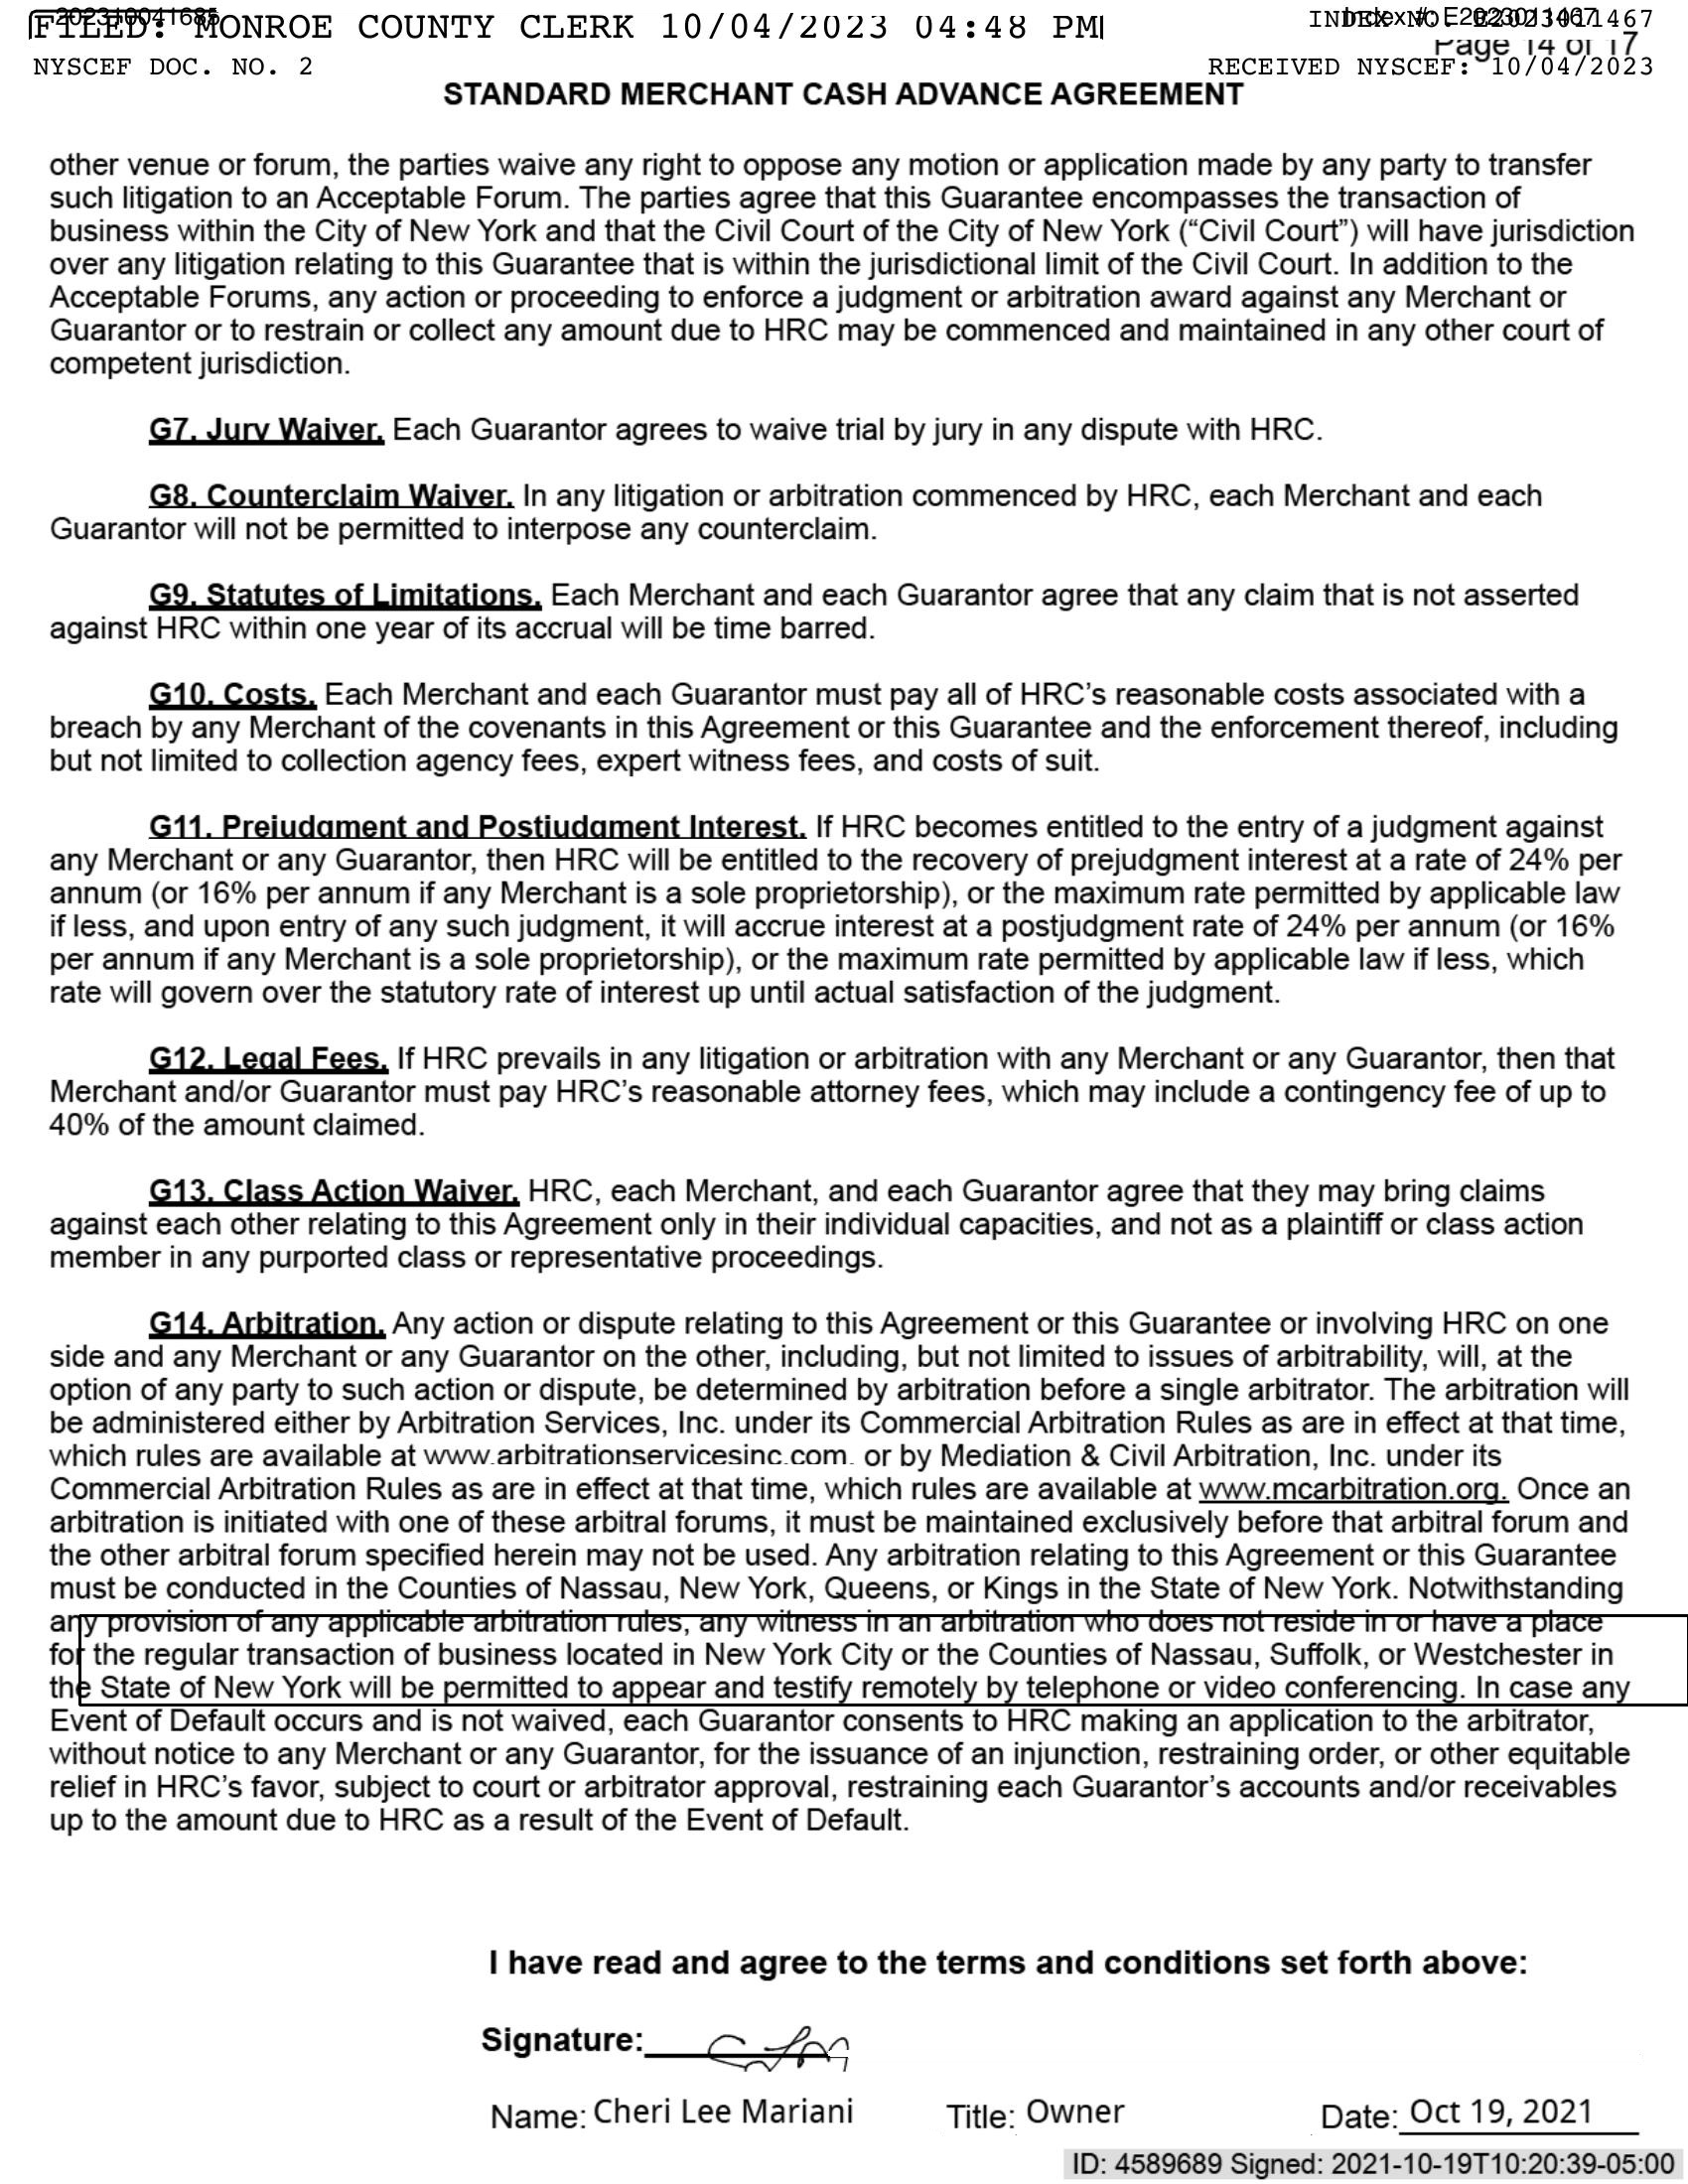 202310041685
FILED: MONROE COUNTY CLERK 10/04/2023 04:48 PM
INDEX NO. E2023011467
Index #: E2023011467
Page 14 of 17
NYSCEF DOC. NO. 2
RECEIVED NYSCEF: 10/04/2023
STANDARD MERCHANT CASH ADVANCE AGREEMENT
other venue or forum, the parties waive any right to oppose any motion or application made by any party to transfer
such litigation to an Acceptable Forum. The parties agree that this Guarantee encompasses the transaction of
business within the City of New York and that the Civil Court of the City of New York (“Civil Court”) will have jurisdiction
over any litigation relating to this Guarantee that is within the jurisdictional limit of the Civil Court. In addition to the
Acceptable Forums, any action or proceeding to enforce a judgment or arbitration award against any Merchant or
Guarantor or to restrain or collect any amount due to HRC may be commenced and maintained in any other court of
competent jurisdiction.
G7. Jury Waiver. Each Guarantor agrees to waive trial by jury in any dispute with HRC.
G8. Counterclaim Waiver. In any litigation or arbitration commenced by HRC, each Merchant and each
Guarantor will not be permitted to interpose any counterclaim.
G9. Statutes of Limitations. Each Merchant and each Guarantor agree that any claim that is not asserted
against HRC within one year of its accrual will be time barred.
G10. Costs. Each Merchant and each Guarantor must pay all of HRC’s reasonable costs associated with a
breach by any Merchant of the covenants in this Agreement or this Guarantee and the enforcement thereof, including
but not limited to collection agency fees, expert witness fees, and costs of suit.
G11. Prejudgment and Postjudgment Interest. If HRC becomes entitled to the entry of a judgment against
any Merchant or any Guarantor, then HRC will be entitled to the recovery of prejudgment interest at a rate of 24% per
annum (or 16% per annum if any Merchant is a sole proprietorship), or the maximum rate permitted by applicable law
if less, and upon entry of any such judgment, it will accrue interest at a postjudgment rate of 24% per annum (or 16%
per annum if any Merchant is a sole proprietorship), or the maximum rate permitted by applicable law if less, which
rate will govern over the statutory rate of interest up until actual satisfaction of the judgment.
G12. Legal Fees. If HRC prevails in any litigation or arbitration with any Merchant or any Guarantor, then that
Merchant and/or Guarantor must pay HRC’s reasonable attorney fees, which may include a contingency fee of up to
40% of the amount claimed.
G13. Class Action Waiver. HRC, each Merchant, and each Guarantor agree that they may bring claims
against each other relating to this Agreement only in their individual capacities, and not as a plaintiff or class action
member in any purported class or representative proceedings.
G14. Arbitration. Any action or dispute relating to this Agreement or this Guarantee or involving HRC on one
side and any Merchant or any Guarantor on the other, including, but not limited to issues of arbitrability, will, at the
option of any party to such action or dispute, be determined by arbitration before a single arbitrator. The arbitration will
be administered either by Arbitration Services, Inc. under its Commercial Arbitration Rules as are in effect at that time,
which rules are available at www.arbitrationservicesinc.com. or by Mediation & Civil Arbitration, Inc. under its
Commercial Arbitration Rules as are in effect at that time, which rules are available at www.mcarbitration.org. Once an
arbitration is initiated with one of these arbitral forums, it must be maintained exclusively before that arbitral forum and
the other arbitral forum specified herein may not be used. Any arbitration relating to this Agreement or this Guarantee
must be conducted in the Counties of Nassau, New York, Queens, or Kings in the State of New York. Notwithstanding
any provision of any applicable arbitration rules, any witness in an arbitration who does not reside in or have a place
for the regular transaction of business located in New York City or the Counties of Nassau, Suffolk, or Westchester in
the State of New York will be permitted to appear and testify remotely by telephone or video conferencing. In case any
Event of Default occurs and is not waived, each Guarantor consents to HRC making an application to the arbitrator,
without notice to any Merchant or any Guarantor, for the issuance of an injunction, restraining order, or other equitable
relief in HRC’s favor, subject to court or arbitrator approval, restraining each Guarantor’s accounts and/or receivables
up to the amount due to HRC as a result of the Event of Default.
I have read and agree to the terms and conditions set forth above:
Signature:
Name: Cheri Lee Mariani Title: Owner Date: Oct 19, 2021
ID: 4589689 Signed: 2021-10-19T10:20:39-05:00